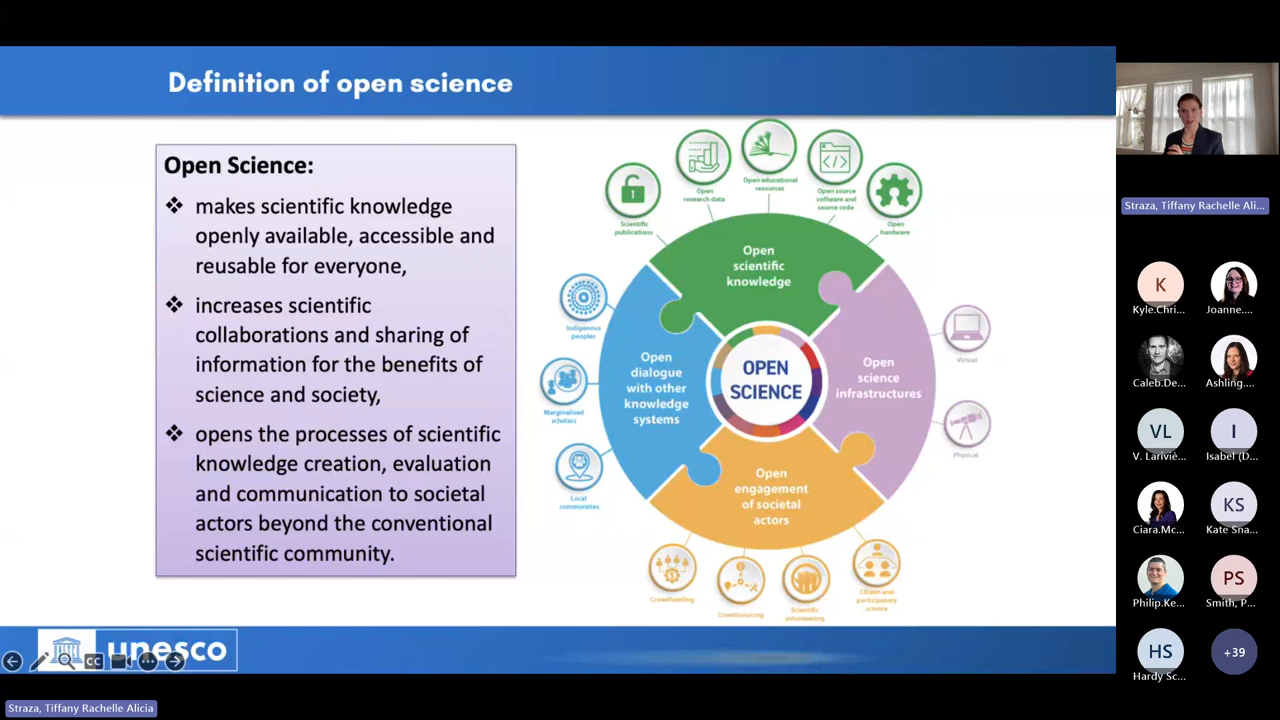 Definition of open science
Open Science:
❖ makes scientific knowledge
openly available, accessible and
reusable for everyone,
❖ increases scientific
collaborations and sharing of
information for the benefits of
science and society,
❖ opens the processes of scientific
knowledge creation, evaluation
and communication to societal
actors beyond the conventional
scientific community.
Scientific
publications
Open
research data
Open educational
resources
Open source
software and
source code
Open
hardware
Open
scientific
knowledge
Indigenous
peoples
Marginalised
scholars
Local
communities
Open
dialogue
with other
knowledge
systems
OPEN
SCIENCE
Open
science
infrastructures
Virtual
Physical
Open
engagement
of societal
actors
Crowdfunding
Crowdsourcing
Scientific
volunteering
Citizen and
participatory
science
unesco
CC
Straza, Tiffany Rachelle Alicia
Straza, Tiffany Rachelle Ali...
K
Kyle.Chri...
Joanne....
Caleb.De...
Ashling....
VL
V. Larivièr...
I
Isabel (D...
Ciara.Mc...
KS
Kate Sna...
Philip.Ke...
PS
Smith, P...
HS
Hardy Sc...
+39